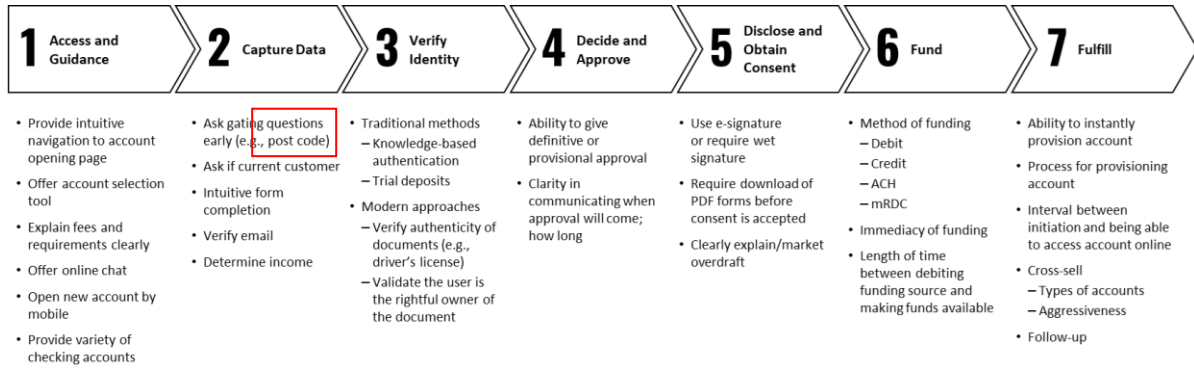 1 Access and
Guidance
2 Capture Data
3 Verify
Identity
4 Decide and
Approve
5 Disclose and
Obtain
Consent
6 Fund
7 Fulfill
• Provide intuitive
navigation to account
opening page
• Offer account selection
tool
• Explain fees and
requirements clearly
• Offer online chat
• Open new account by
mobile
• Provide variety of
checking accounts
• Ask gating questions
early (e.g., post code)
• Ask if current customer
• Intuitive form
completion
• Verify email
• Determine income
• Traditional methods
– Knowledge-based
authentication
– Trial deposits
• Modern approaches
– Verify authenticity of
documents (e.g.,
driver's license)
– Validate the user is
the rightful owner of
the document
• Ability to give
definitive or
provisional approval
• Clarity in
communicating when
approval will come;
how long
• Use e-signature
or require wet
signature
• Require download of
PDF forms before
consent is accepted
• Clearly explain/market
overdraft
• Method of funding
– Debit
– Credit
– ACH
– mRDC
• Immediacy of funding
• Length of time
between debiting
funding source and
making funds available
• Ability to instantly
provision account
• Process for provisioning
account
• Interval between
initiation and being able
to access account online
• Cross-sell
– Types of accounts
– Aggressiveness
• Follow-up